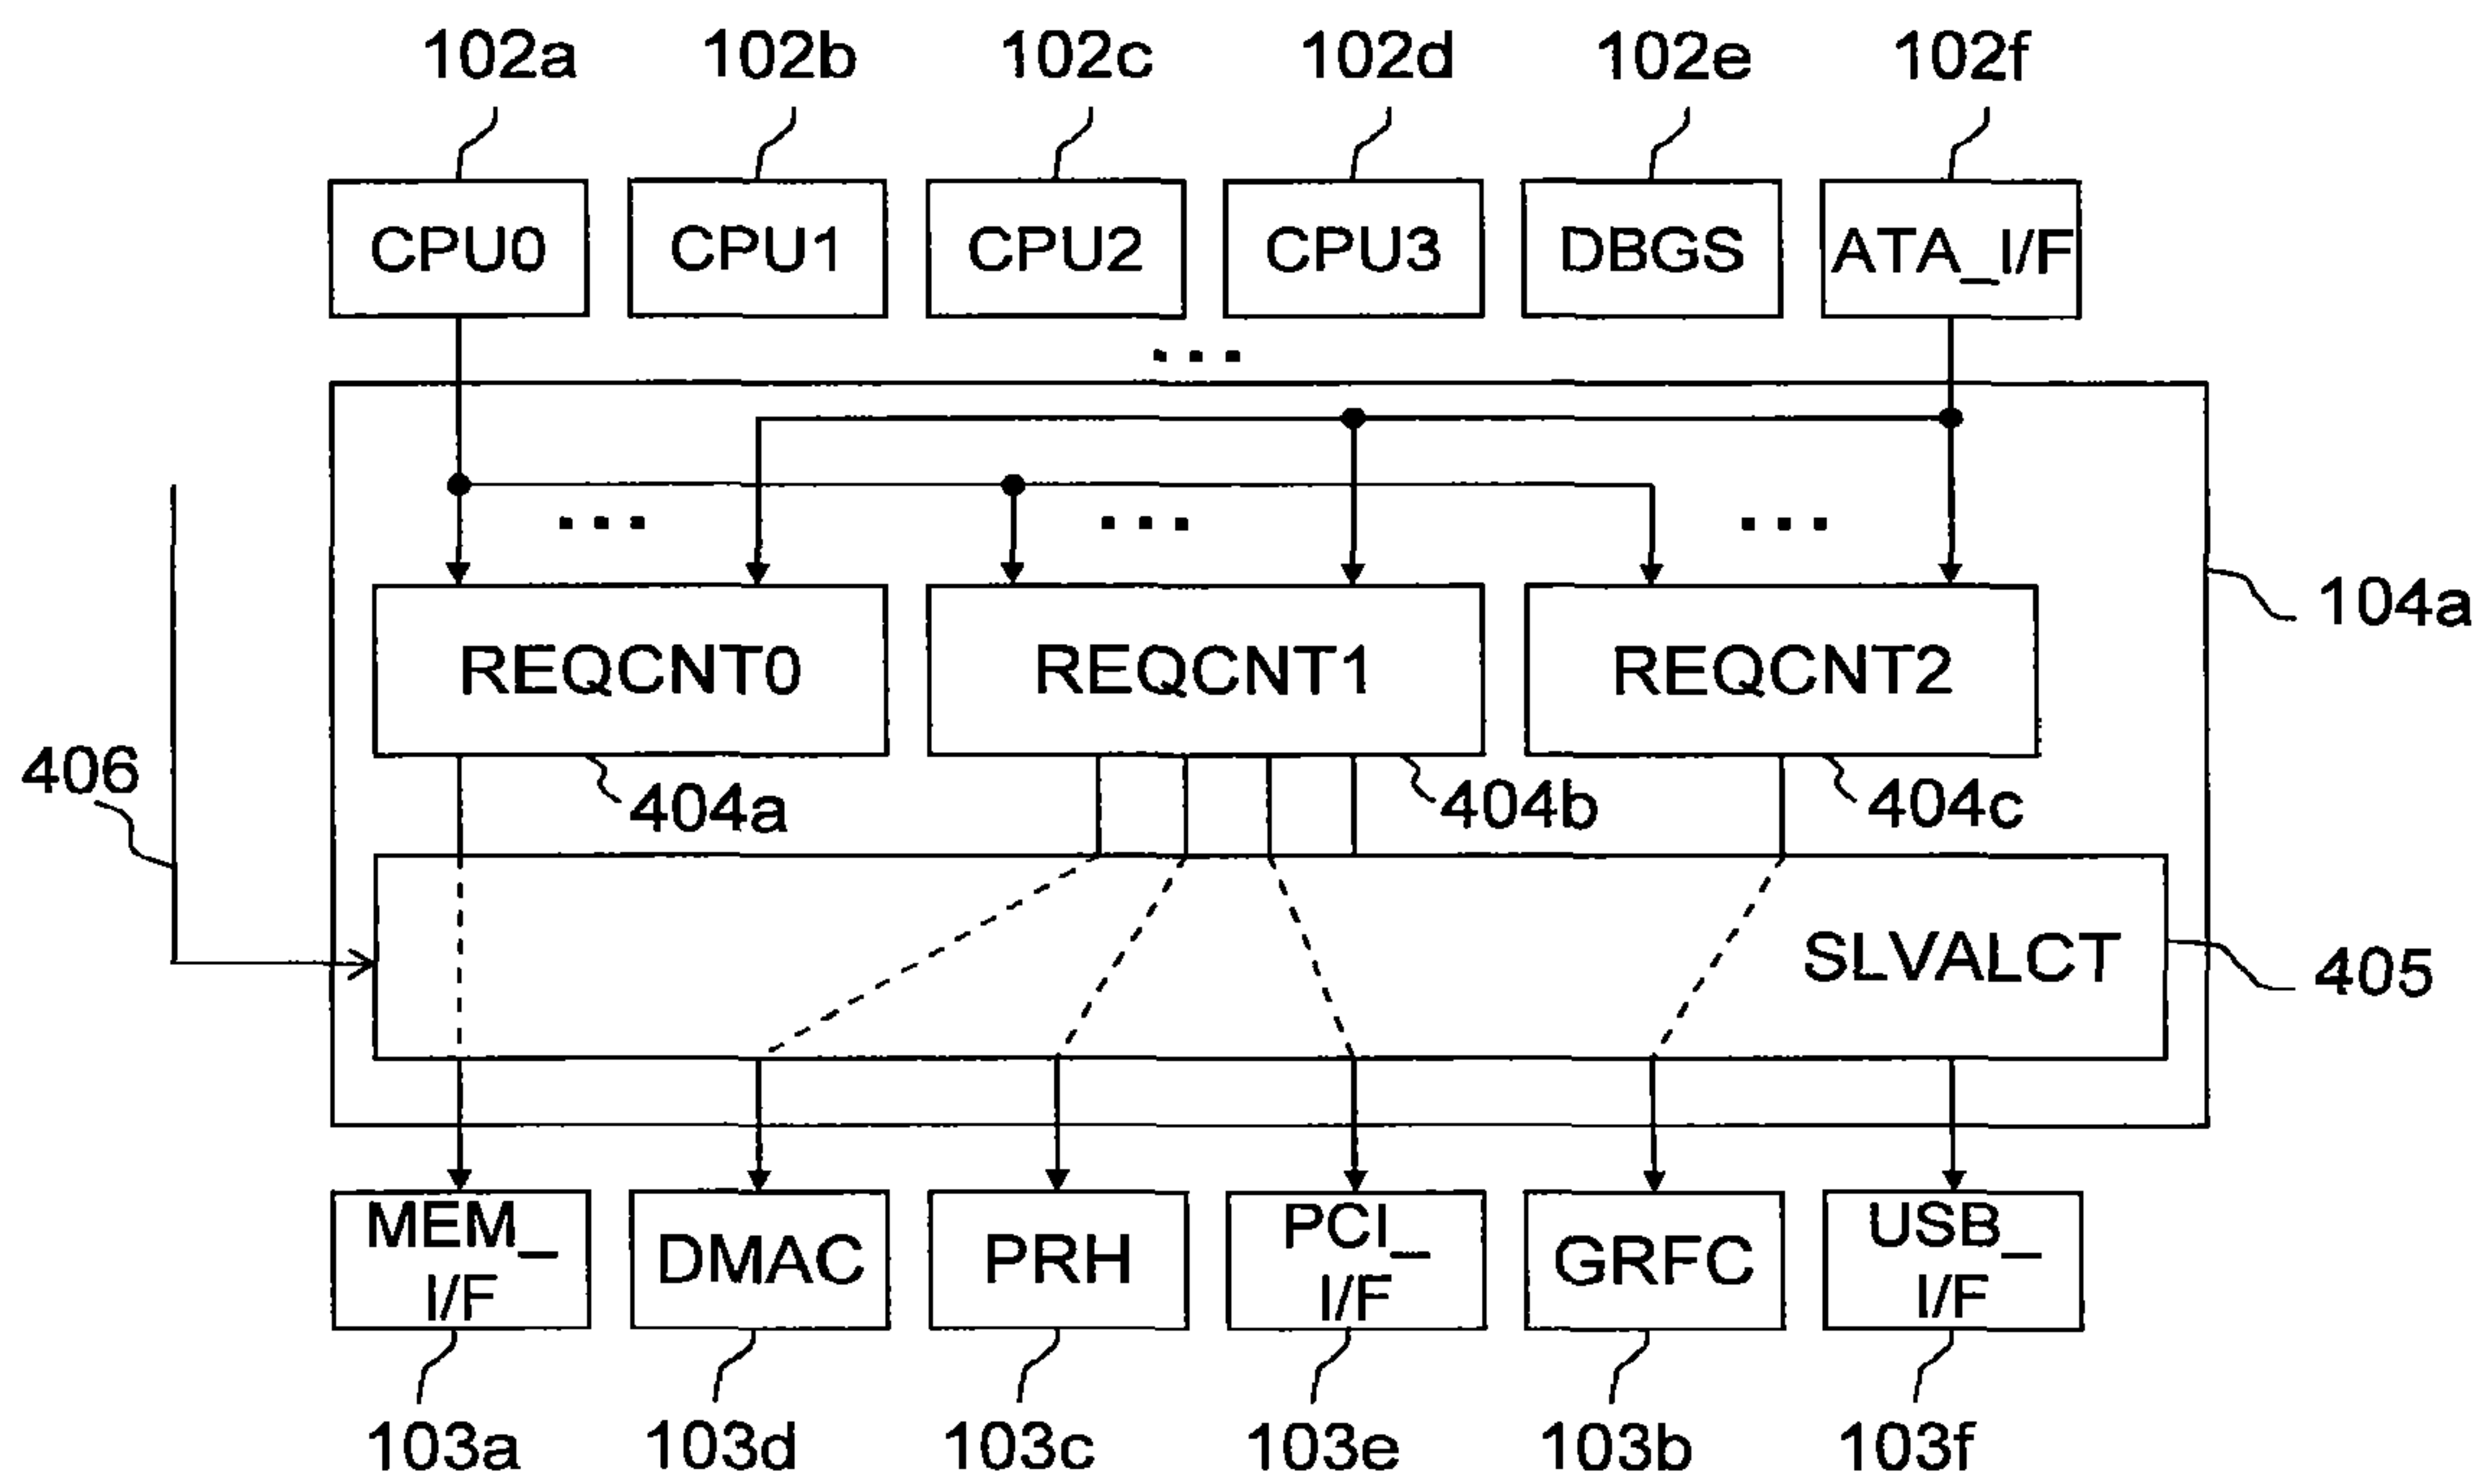 102a 102b 102c 102d 102e 102f
CPU0 CPU1 CPU2 CPU3 DBGS ATA_I/F
...
... ... ...
104a
REQCNT0 REQCNT1 REQCNT2
406
404a 404b 404c
SLVALCT
405
MEM_ DMAC PRH PCI_ GRFC USB_
I/F I/F I/F
103a 103d 103c 103e 103b 103f